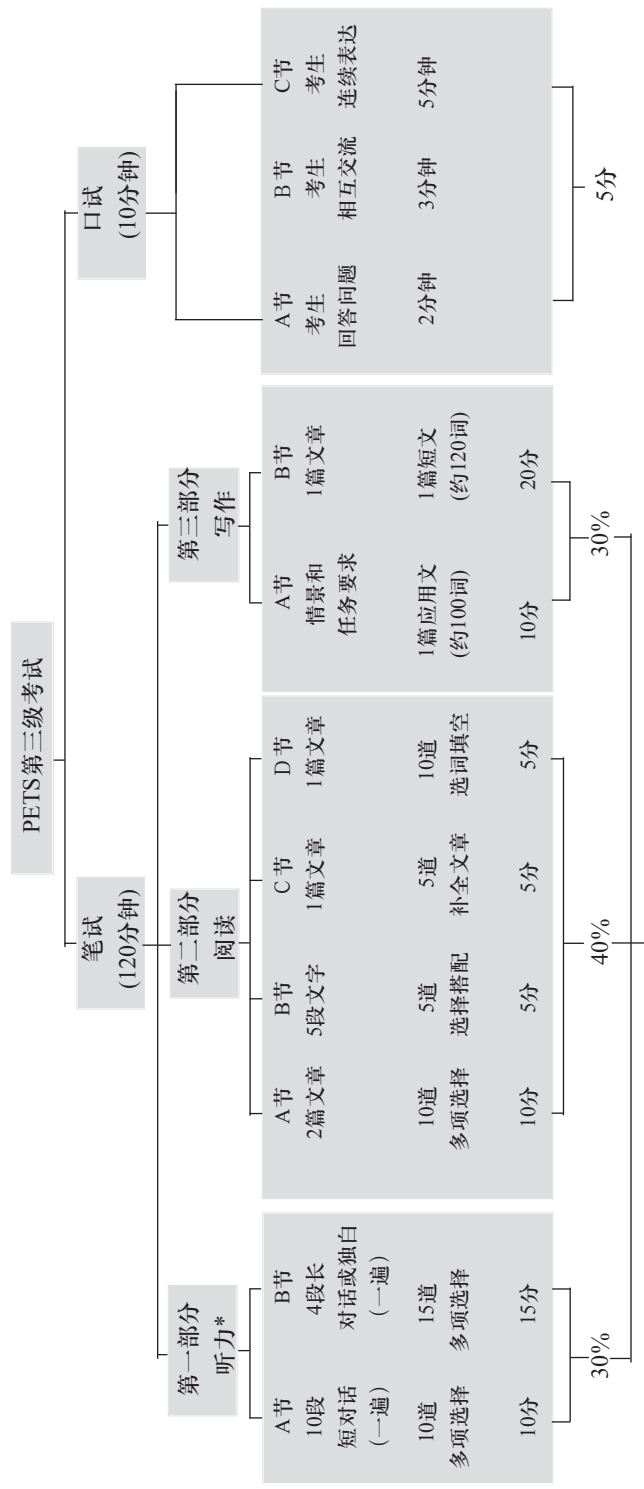 PETS第三级考试
笔试
(120分钟)
口试
(10分钟)
第一部分
听力*
第二部分
阅读
第三部分
写作
A节
10段
短对话
(一遍)
10道
多项选择
10分
B节
4段长
对话或独白
(一遍)
15道
多项选择
15分
30%
A节
2篇文章
10道
多项选择
10分
B节
5段文字
5道
选择搭配
5分
C节
1篇文章
5道
补全文章
5分
D节
1篇文章
10道
选词填空
5分
40%
A节
情景和
任务要求
1篇应用文
(约100词)
10分
B节
1篇文章
1篇短文
(约120词)
20分
30%
A节
考生
回答问题
2分钟
B节
考生
相互交流
3分钟
C节
考生
连续表达
5分钟
5分